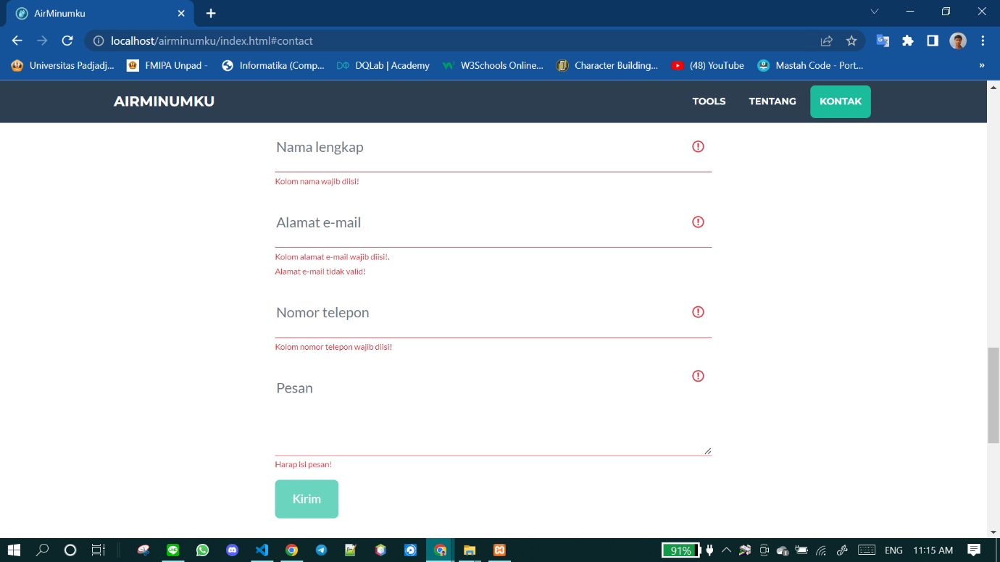 AirMinumku
localhost/airminumku/index.html#contact
Universitas Padjadj... FMIPA Unpad - Informatika (Comp... DQLab | Academy W3Schools Online... Character Building... (48) YouTube Mastah Code - Port... »
AIRMINUMKU TOOLS TENTANG KONTAK
Nama lengkap
Kolom nama wajib diisi!
Alamat e-mail
Kolom alamat e-mail wajib diisi!.
Alamat e-mail tidak valid!
Nomor telepon
Kolom nomor telepon wajib diisi!
Pesan
Harap isi pesan!
Kirim
91% ENG 11:15 AM